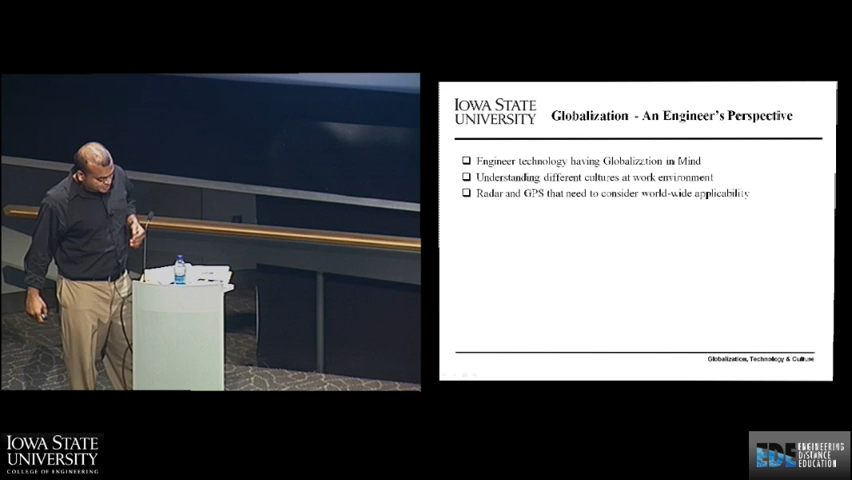 IOWA STATE
UNIVERSITY
Globalization - An Engineer's Perspective
Engineer technology having Globalization in Mind
Understanding different cultures at work environment
Radar and GPS that need to consider world-wide applicability
Globalization, Technology & Culture
IOWA STATE
UNIVERSITY
COLLEGE OF ENGINEERING
EDE ENGINEERING
DISTANCE
EDUCATION